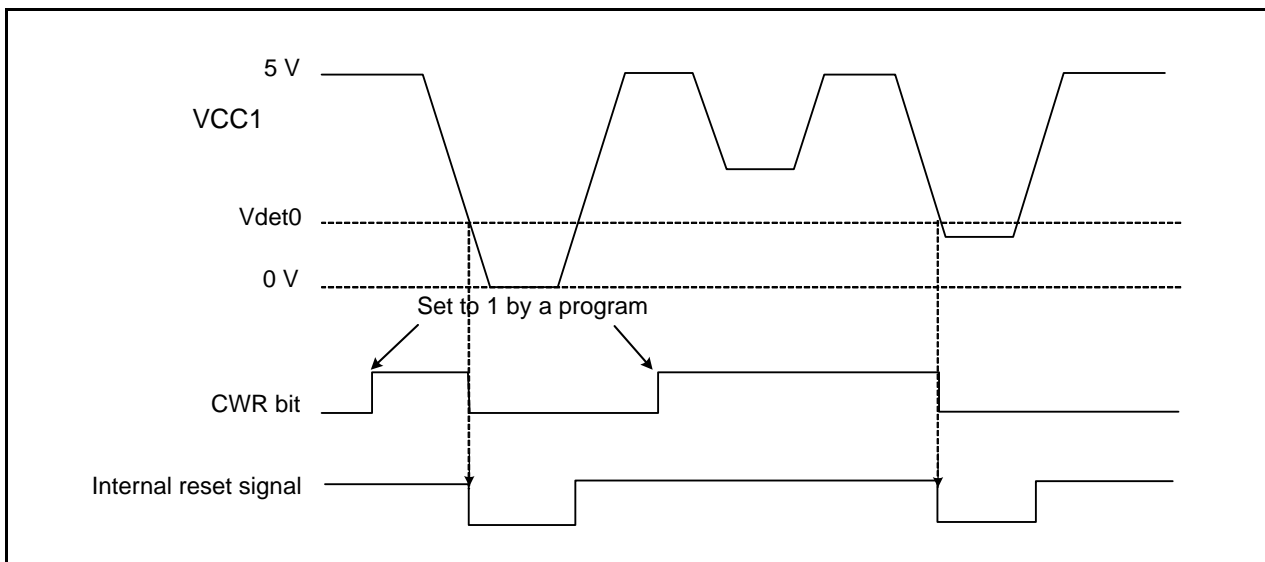 5 V
VCC1
Vdet0
0 V
Set to 1 by a program
CWR bit
Internal reset signal